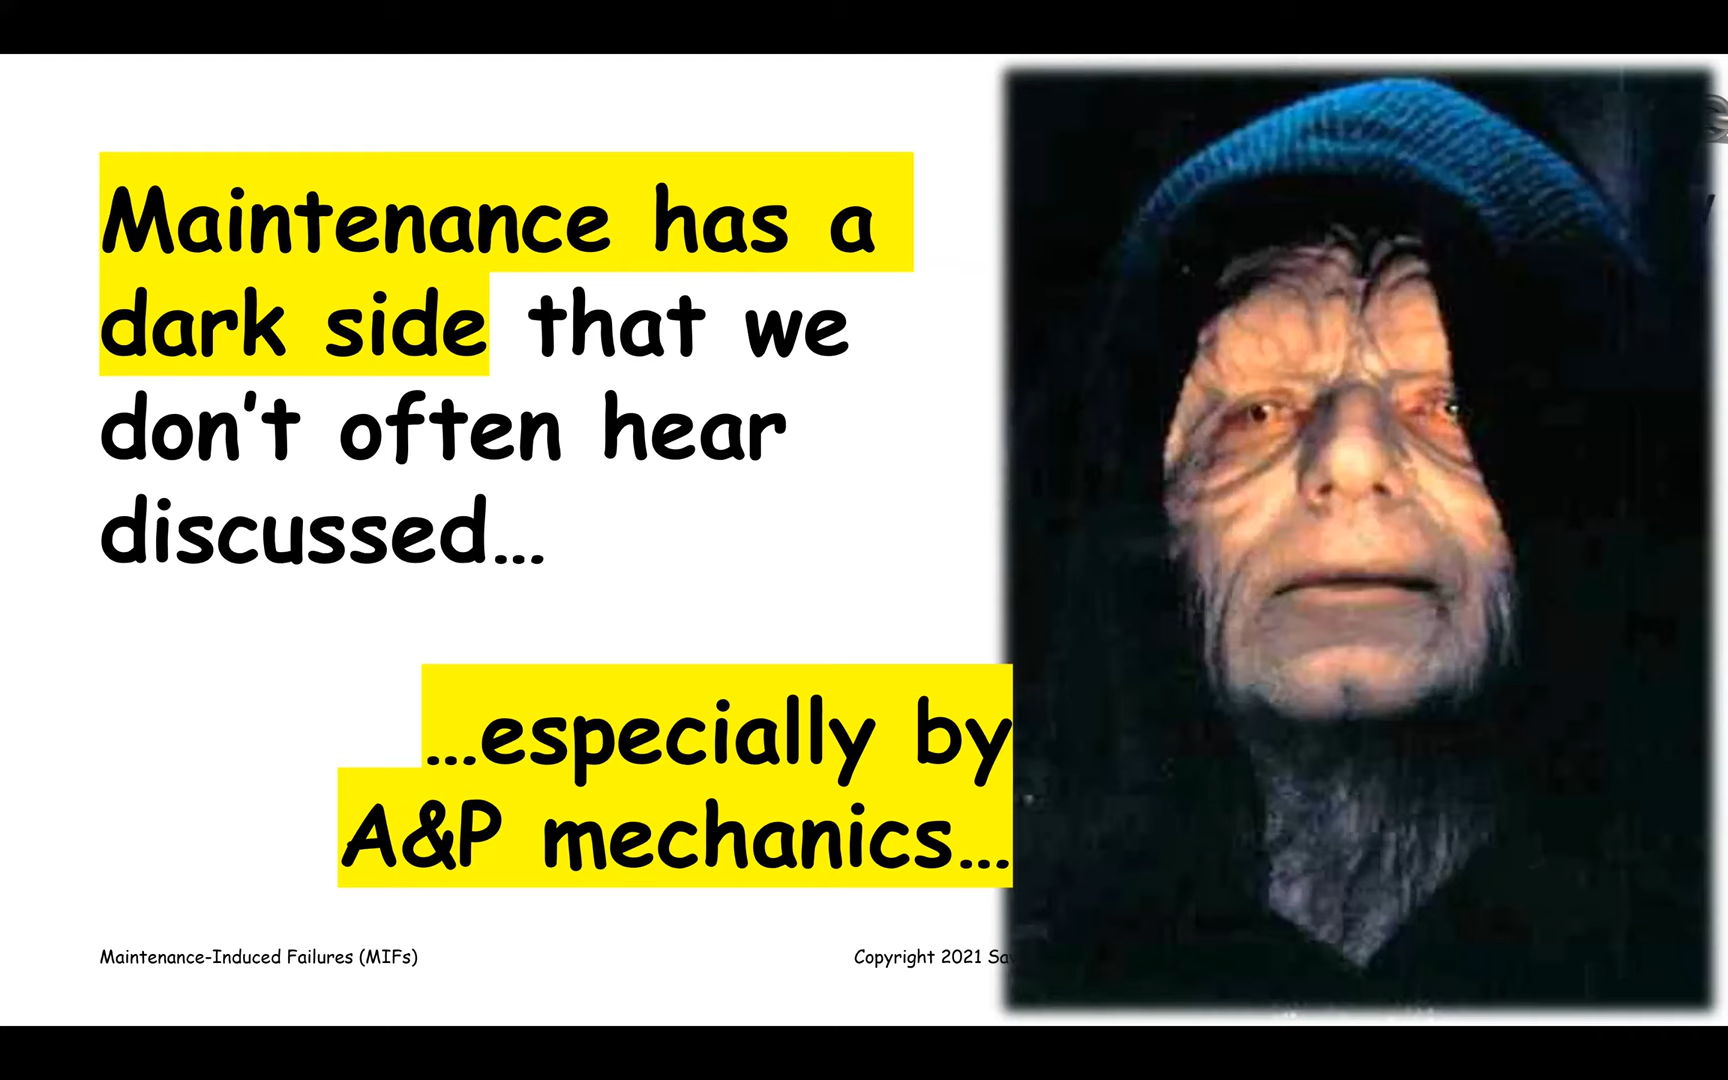 Maintenance has a
dark side that we
don’t often hear
discussed…
…especially by
A&P mechanics…
Maintenance-Induced Failures (MIFs)
Copyright 2021